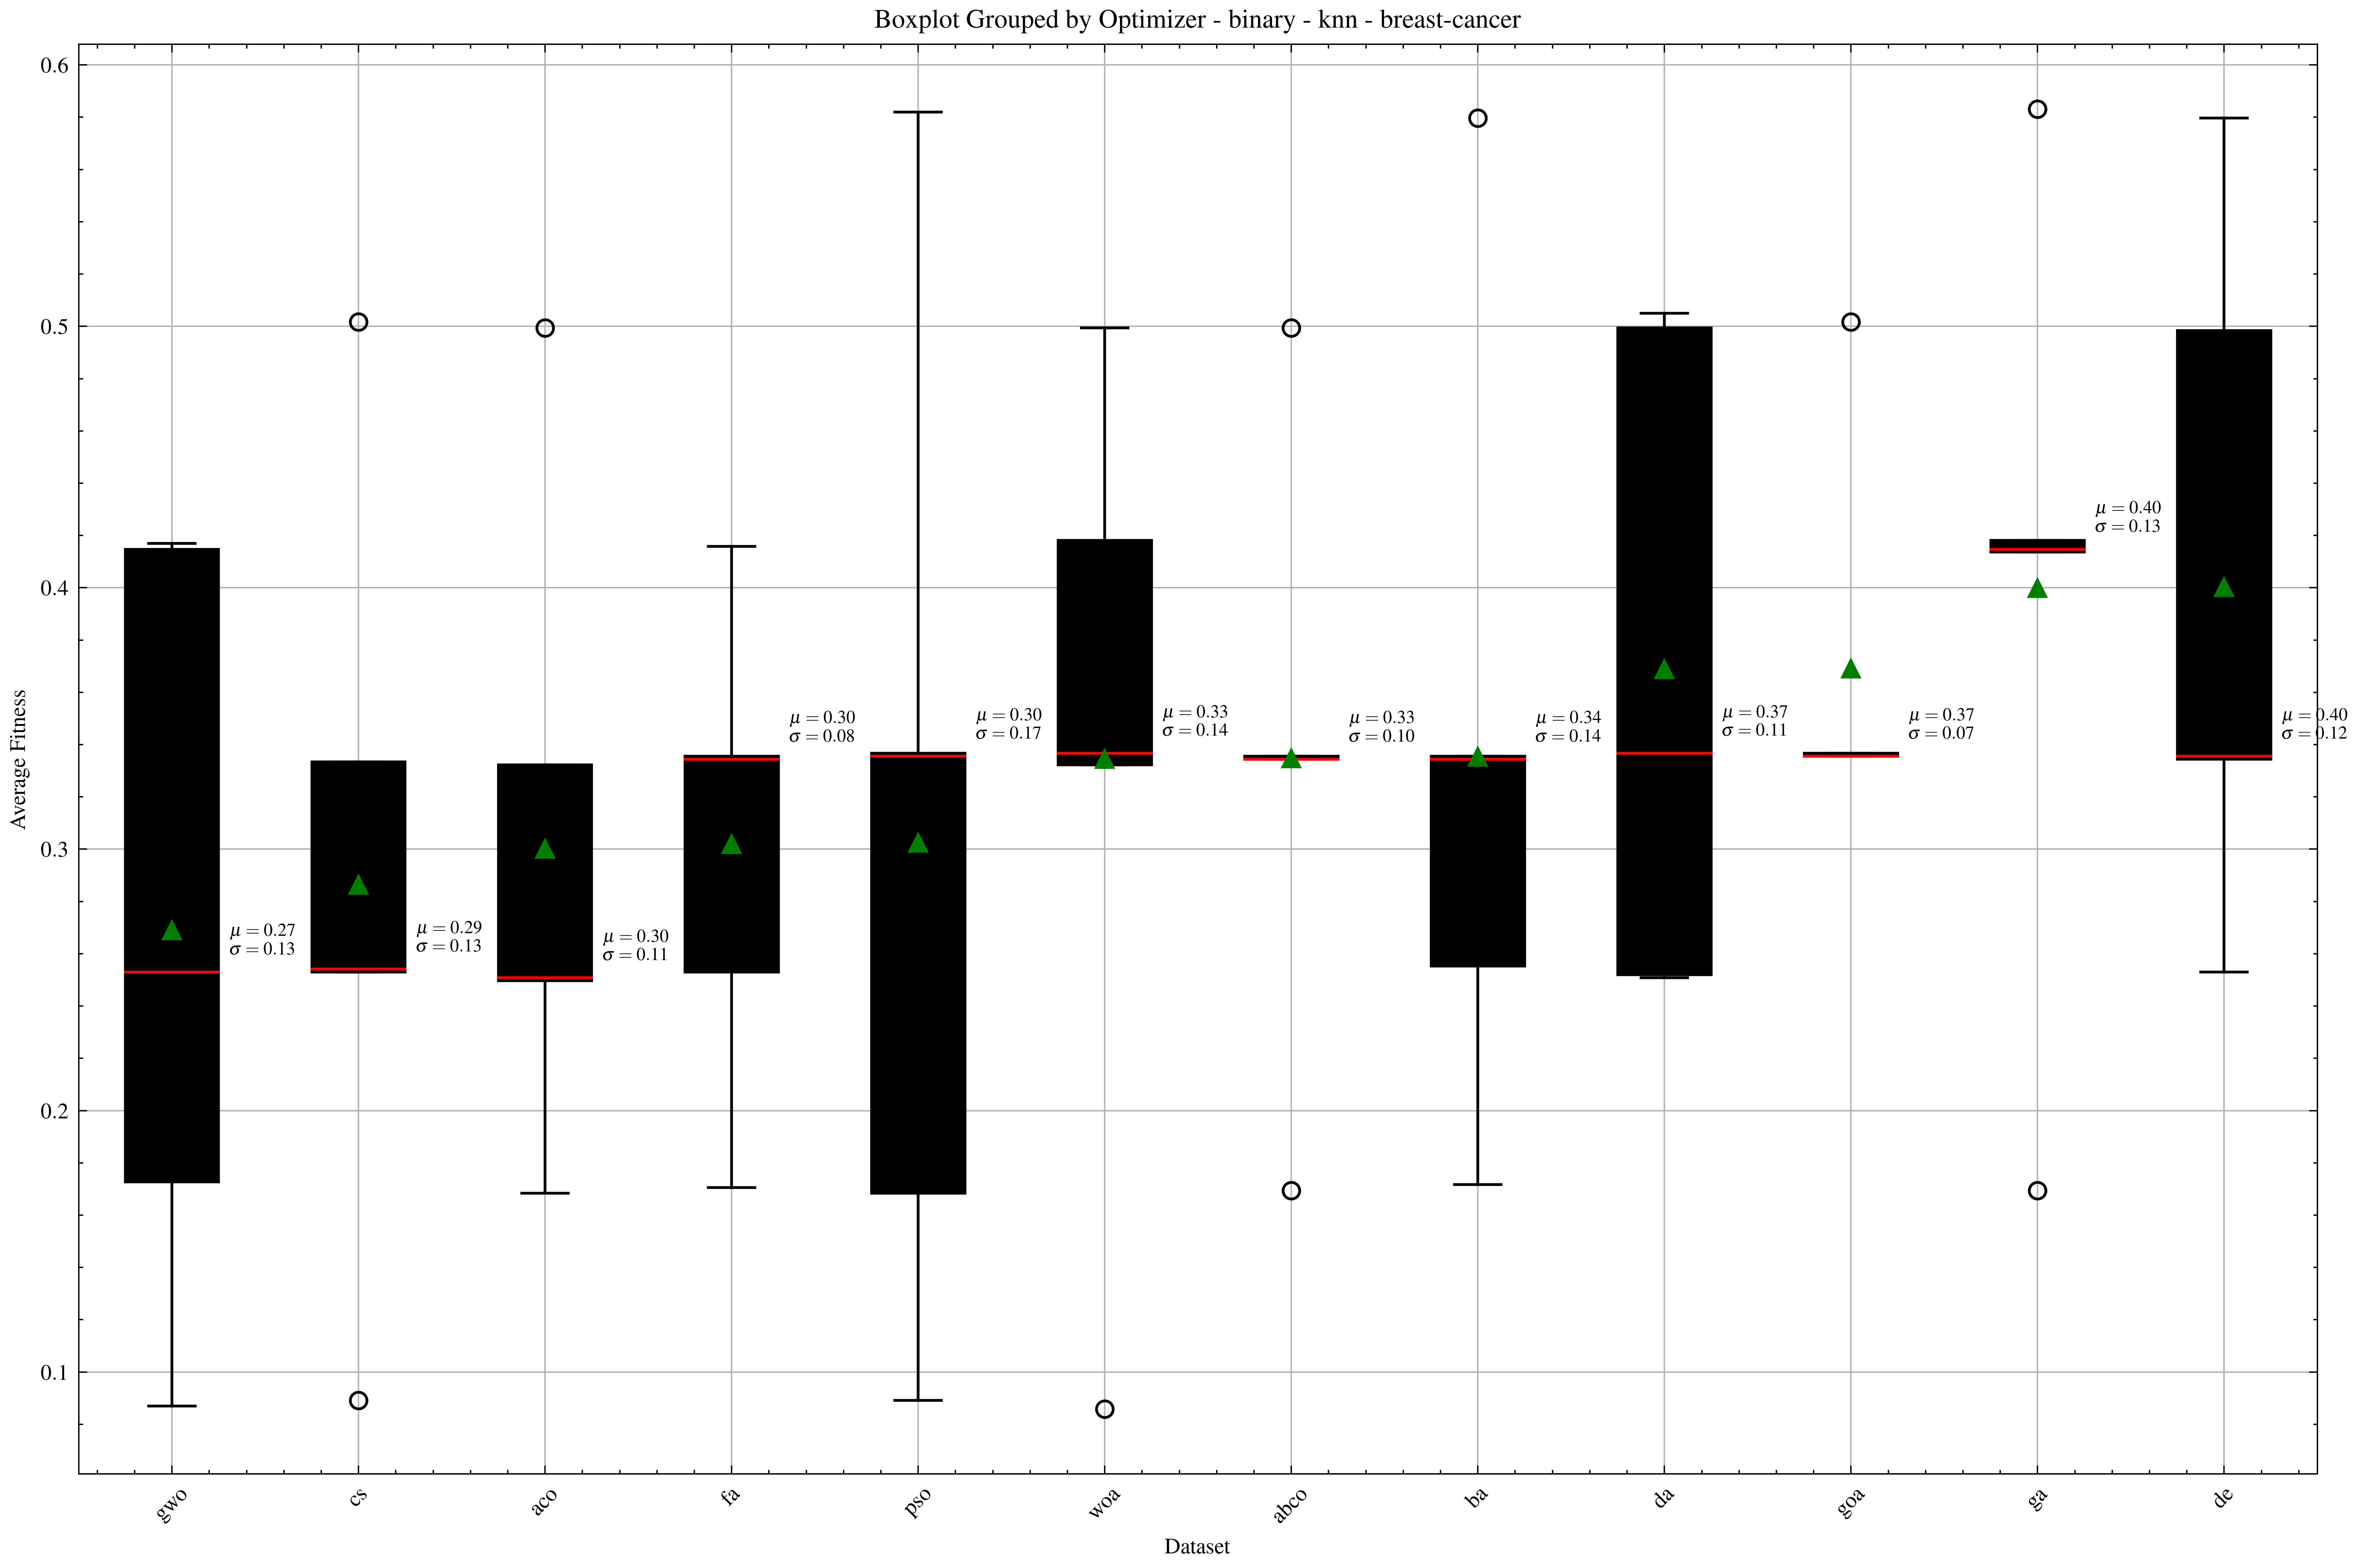 Boxplot Grouped by Optimizer - binary - knn - breast-cancer
Average Fitness
0.6
0.5
0.4
0.3
0.2
0.1
μ = 0.27
σ = 0.13
μ = 0.29
σ = 0.13
μ = 0.30
σ = 0.11
μ = 0.30
σ = 0.08
μ = 0.30
σ = 0.17
μ = 0.33
σ = 0.14
μ = 0.33
σ = 0.10
μ = 0.34
σ = 0.14
μ = 0.37
σ = 0.11
μ = 0.37
σ = 0.07
μ = 0.40
σ = 0.13
μ = 0.40
σ = 0.12
gwo
cs
aco
fa
pso
woa
abco
ba
da
goa
ga
de
Dataset